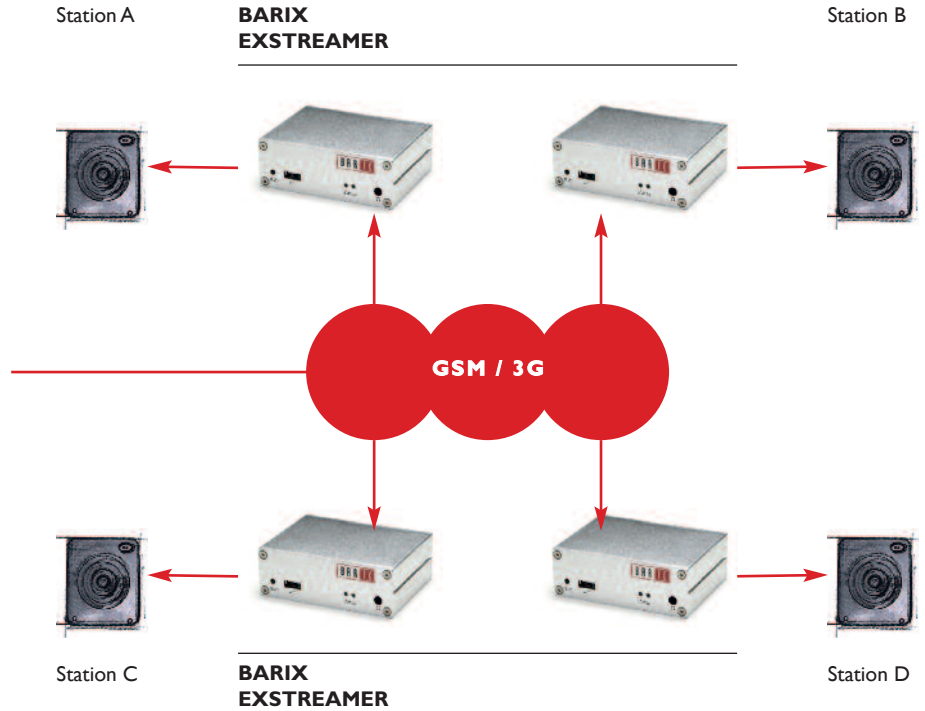 Station A
BARIX
EXSTREAMER
Station B
GSM / 3G
Station C
BARIX
EXSTREAMER
Station D